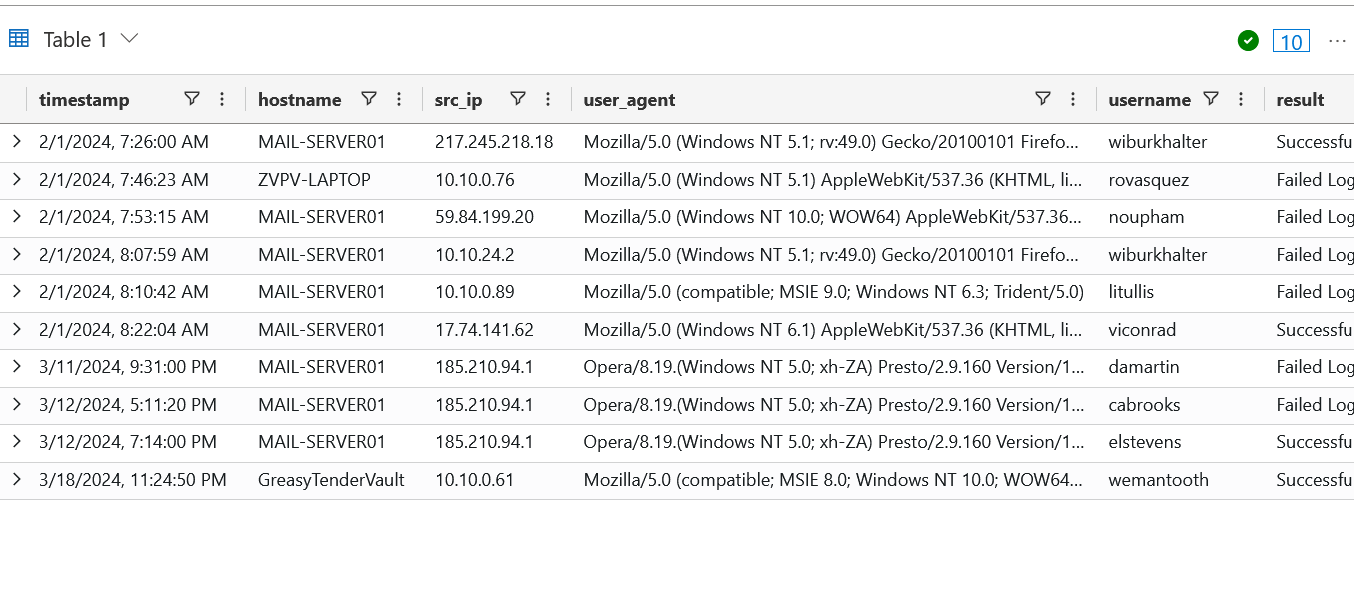 Table 1
10
timestamp hostname src_ip user_agent username result
2/1/2024, 7:26:00 AM MAIL-SERVER01 217.245.218.18 Mozilla/5.0 (Windows NT 5.1; rv:49.0) Gecko/20100101 Firefo... wiburkhalter Successfu
2/1/2024, 7:46:23 AM ZVPV-LAPTOP 10.10.0.76 Mozilla/5.0 (Windows NT 5.1) AppleWebKit/537.36 (KHTML, li... rovasquez Failed Log
2/1/2024, 7:53:15 AM MAIL-SERVER01 59.84.199.20 Mozilla/5.0 (Windows NT 10.0; WOW64) AppleWebKit/537.36... noupham Failed Log
2/1/2024, 8:07:59 AM MAIL-SERVER01 10.10.24.2 Mozilla/5.0 (Windows NT 5.1; rv:49.0) Gecko/20100101 Firefo... wiburkhalter Failed Log
2/1/2024, 8:10:42 AM MAIL-SERVER01 10.10.0.89 Mozilla/5.0 (compatible; MSIE 9.0; Windows NT 6.3; Trident/5.0) litullis Failed Log
2/1/2024, 8:22:04 AM MAIL-SERVER01 17.74.141.62 Mozilla/5.0 (Windows NT 6.1) AppleWebKit/537.36 (KHTML, li... viconrad Successfu
3/11/2024, 9:31:00 PM MAIL-SERVER01 185.210.94.1 Opera/8.19.(Windows NT 5.0; xh-ZA) Presto/2.9.160 Version/1... damartin Failed Log
3/12/2024, 5:11:20 PM MAIL-SERVER01 185.210.94.1 Opera/8.19.(Windows NT 5.0; xh-ZA) Presto/2.9.160 Version/1... cabrooks Failed Log
3/12/2024, 7:14:00 PM MAIL-SERVER01 185.210.94.1 Opera/8.19.(Windows NT 5.0; xh-ZA) Presto/2.9.160 Version/1... elstevens Successfu
3/18/2024, 11:24:50 PM GreasyTenderVault 10.10.0.61 Mozilla/5.0 (compatible; MSIE 8.0; Windows NT 10.0; WOW64... wemantooth Successfu